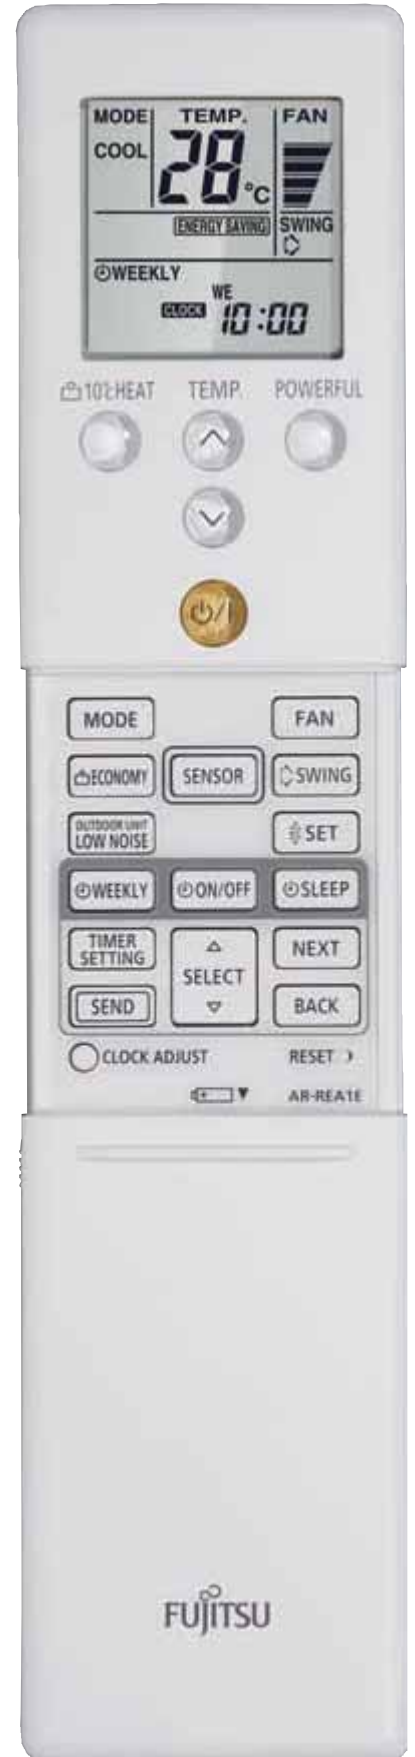 MODE TEMP. FAN
COOL 28°C
ENERGY SAVING SWING
WEEKLY
WE
CLOCK 10:00
10℃HEAT TEMP. POWERFUL
MODE FAN
ECONOMY SENSOR SWING
OUTDOOR UNIT
LOW NOISE SET
WEEKLY ON/OFF SLEEP
TIMER
SETTING SELECT NEXT
SEND BACK
CLOCK ADJUST RESET
AR-REA1E
FUJITSU